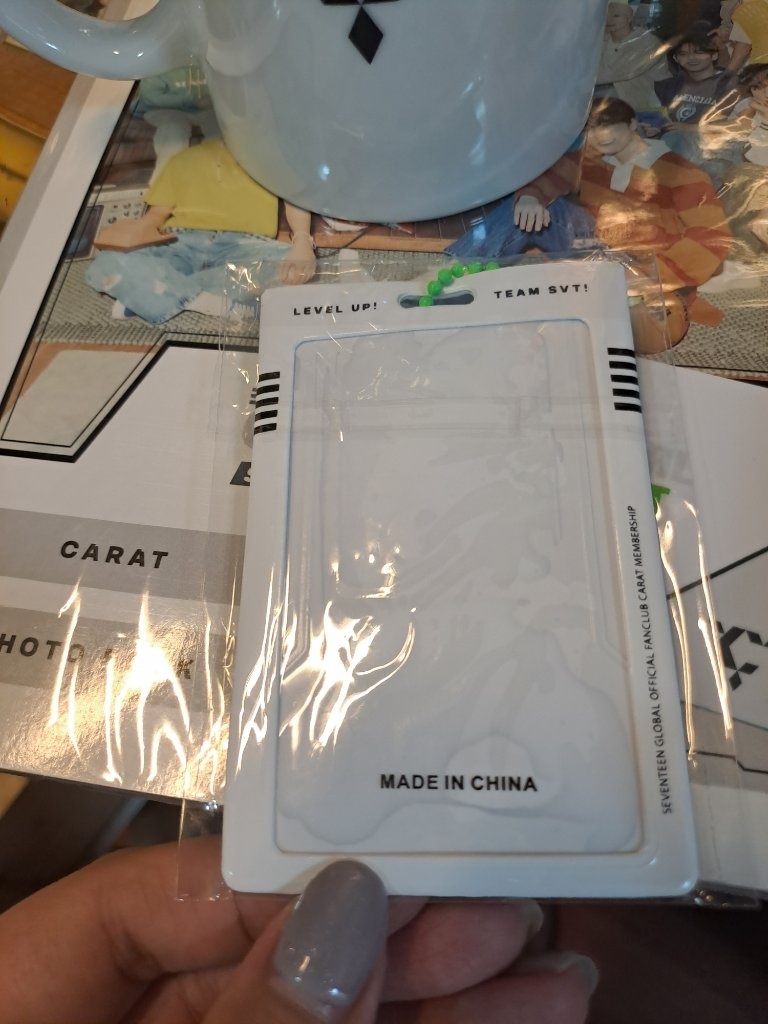 LEVEL UP!
TEAM SVT!
CARAT
MADE IN CHINA
SEVENTEEN GLOBAL OFFICIAL FANCLUB CARAT MEMBERSHIP